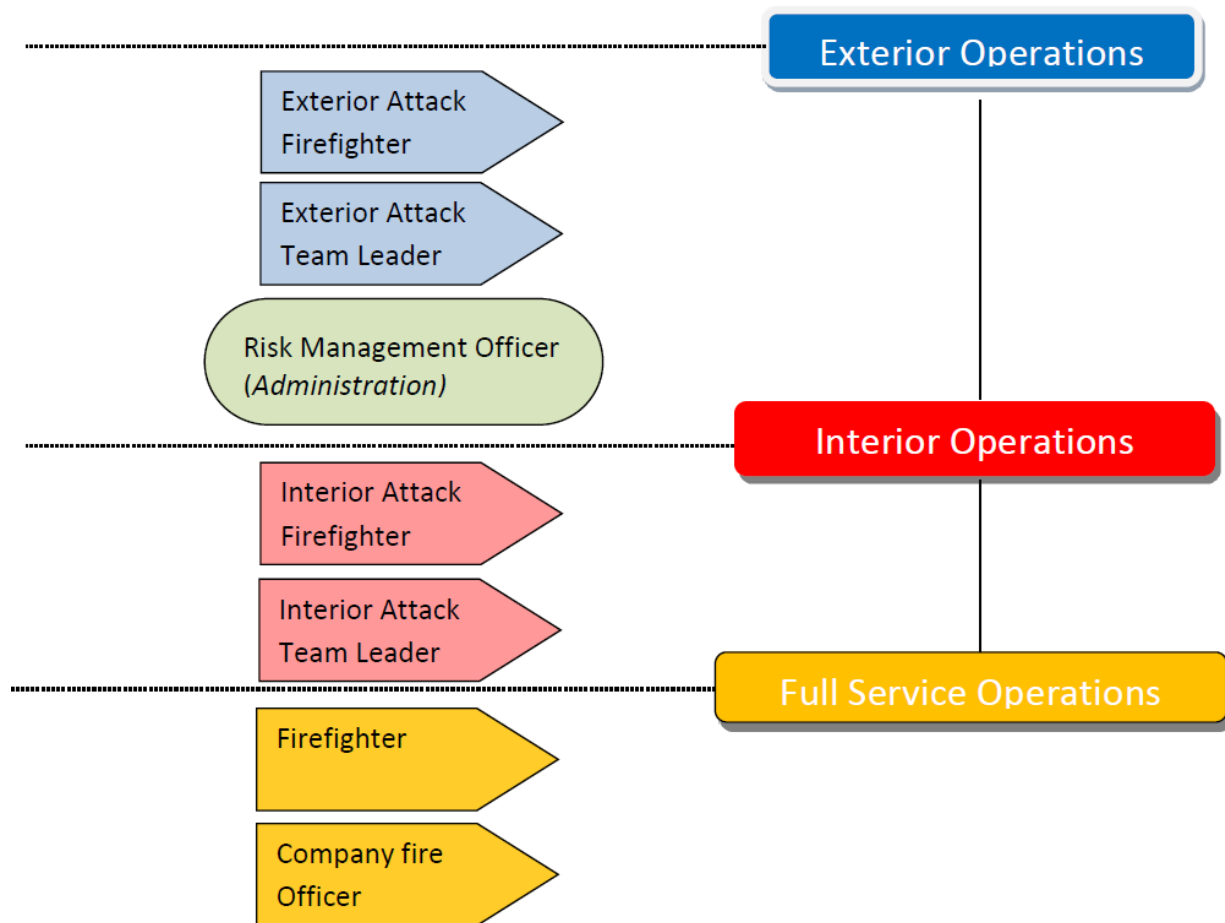 Exterior Operations
Exterior Attack
Firefighter
Exterior Attack
Team Leader
Risk Management Officer
(Administration)
Interior Operations
Interior Attack
Firefighter
Interior Attack
Team Leader
Full Service Operations
Firefighter
Company fire
Officer